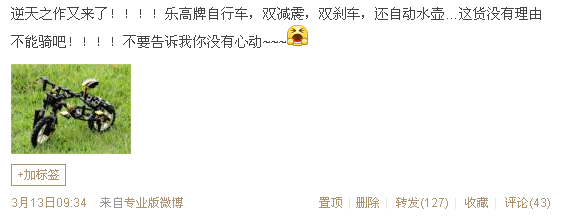 逆天之作又来了！！！！乐高牌自行车，双减震，双刹车，还自动水壶...这货没有理由
不能骑吧！！！！不要告诉我你没有心动~~~
+加标签
3月13日09:34 来自专业版微博 置顶 | 删除 | 转发(127) | 收藏 | 评论(43)